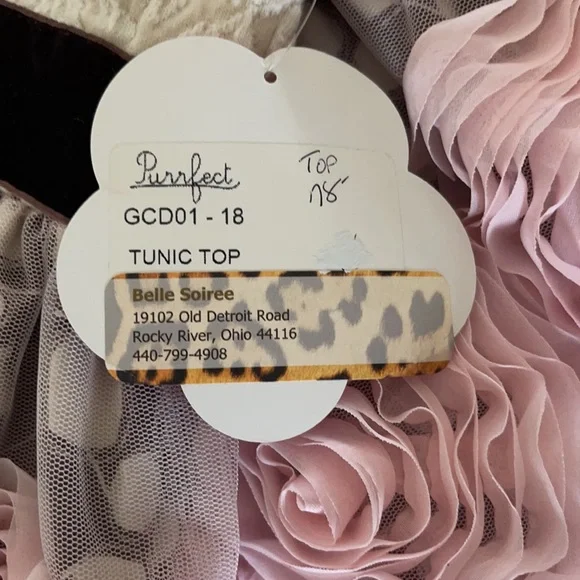 Purrfect
TOP
GCD01 - 18
TUNIC TOP
Belle Soiree
19102 Old Detroit Road
Rocky River, Ohio 44116
440-799-4908